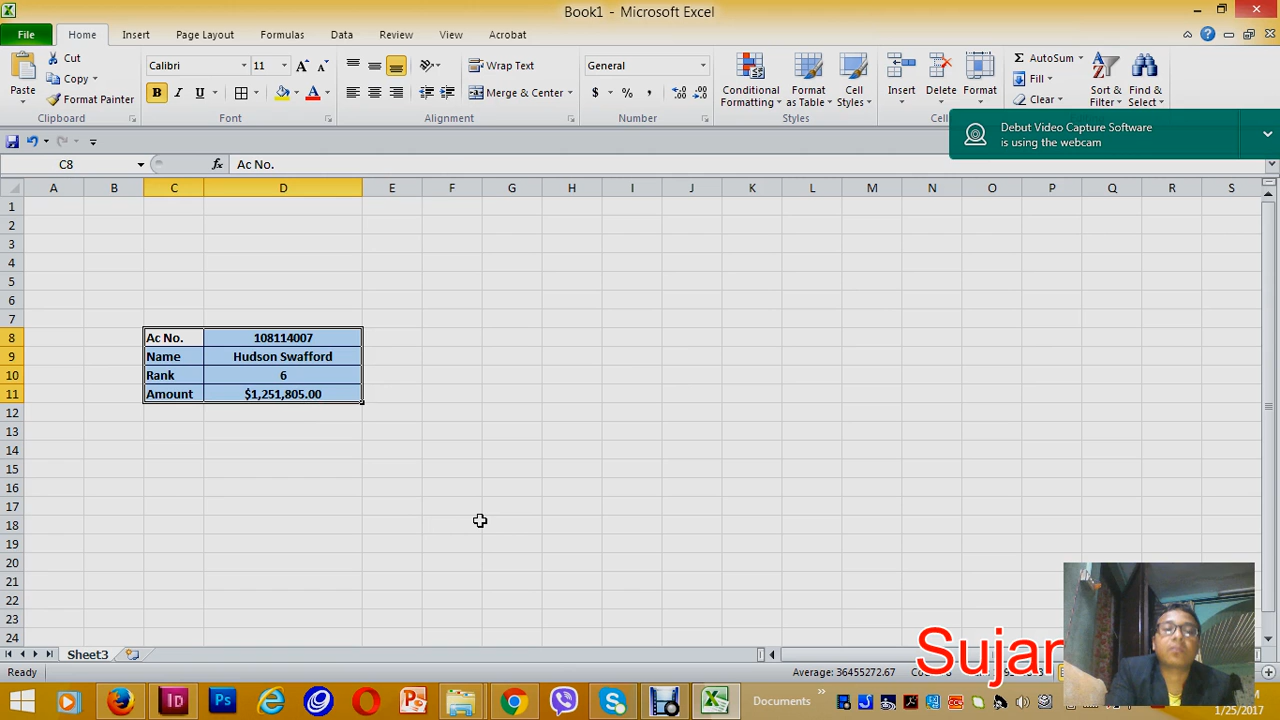 Book1 - Microsoft Excel
File Home Insert Page Layout Formulas Data Review View Acrobat
Paste
Cut
Copy
Format Painter
Clipboard
Calibri 11
B I U A
Font
Wrap Text
Merge & Center
Alignment
General
$ % ,
Number
Conditional Formatting
Format as Table
Cell Styles
Styles
Insert Delete Format
Cel
Σ AutoSum
Fill
Clear
Sort & Filter
Find & Select
Debut Video Capture Software
is using the webcam
C8 fx Ac No.
A B C D E F G H I J K L M N O P Q R S
1
2
3
4
5
6
7
8 Ac No. 108114007
9 Name Hudson Swafford
10 Rank 6
11 Amount $1,251,805.00
12
13
14
15
16
17
18
19
20
21
22
23
24
Sheet3
Sujan
Ready Average: 36455272.67
Documents
1/25/2017